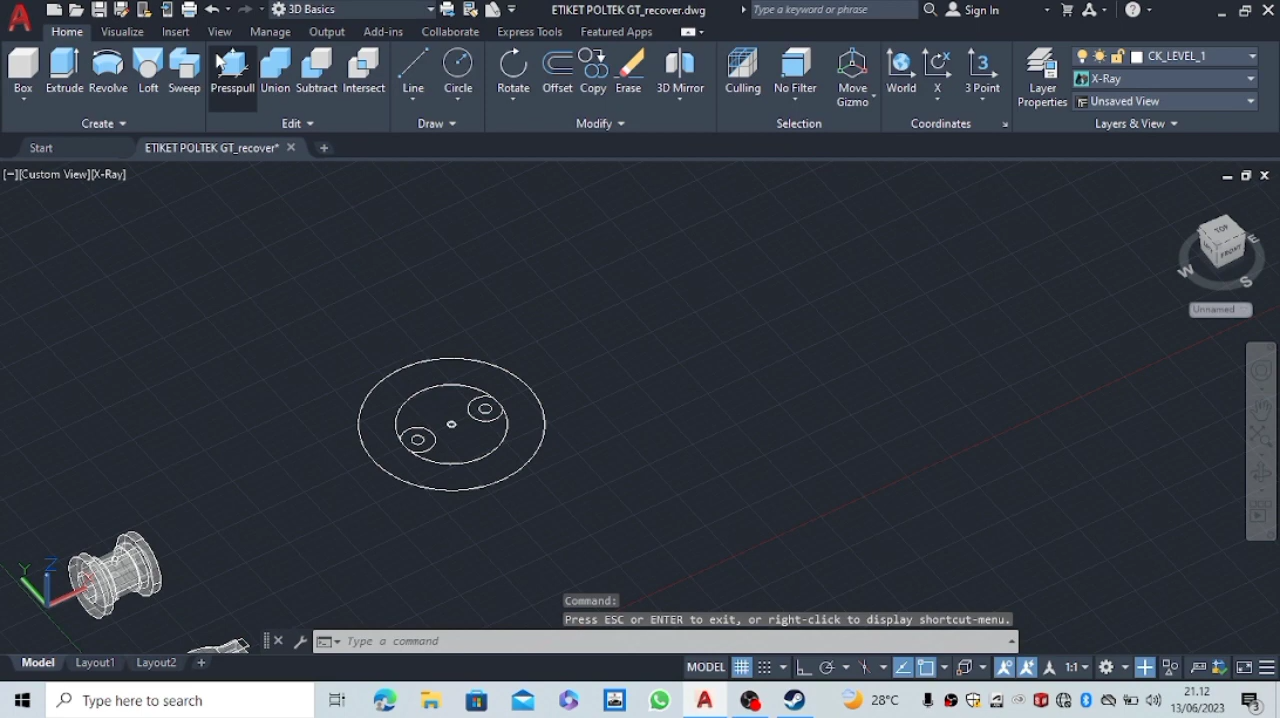 3D Basics
ETIKET POLTEK GT_recover.dwg
Type a keyword or phrase
Sign In
Home
Visualize
Insert
View
Manage
Output
Add-ins
Collaborate
Express Tools
Featured Apps
Box
Extrude
Revolve
Loft
Sweep
Presspull
Union
Subtract
Intersect
Line
Circle
Rotate
Offset
Copy
Erase
3D Mirror
Culling
No Filter
Move
Gizmo
World
X
3 Point
Layer
Properties
CK_LEVEL_1
X-Ray
Unsaved View
Create
Edit
Draw
Modify
Selection
Coordinates
Layers & View
Start
ETIKET POLTEK GT_recover*
[−][Custom View][X-Ray]
TOP
FRONT
W
S
E
Unnamed
Y
Z
Command:
Press ESC or ENTER to exit, or right-click to display shortcut-menu.
Type a command
Model
Layout1
Layout2
MODEL
1:1
Type here to search
28°C
21.12
13/06/2023
3